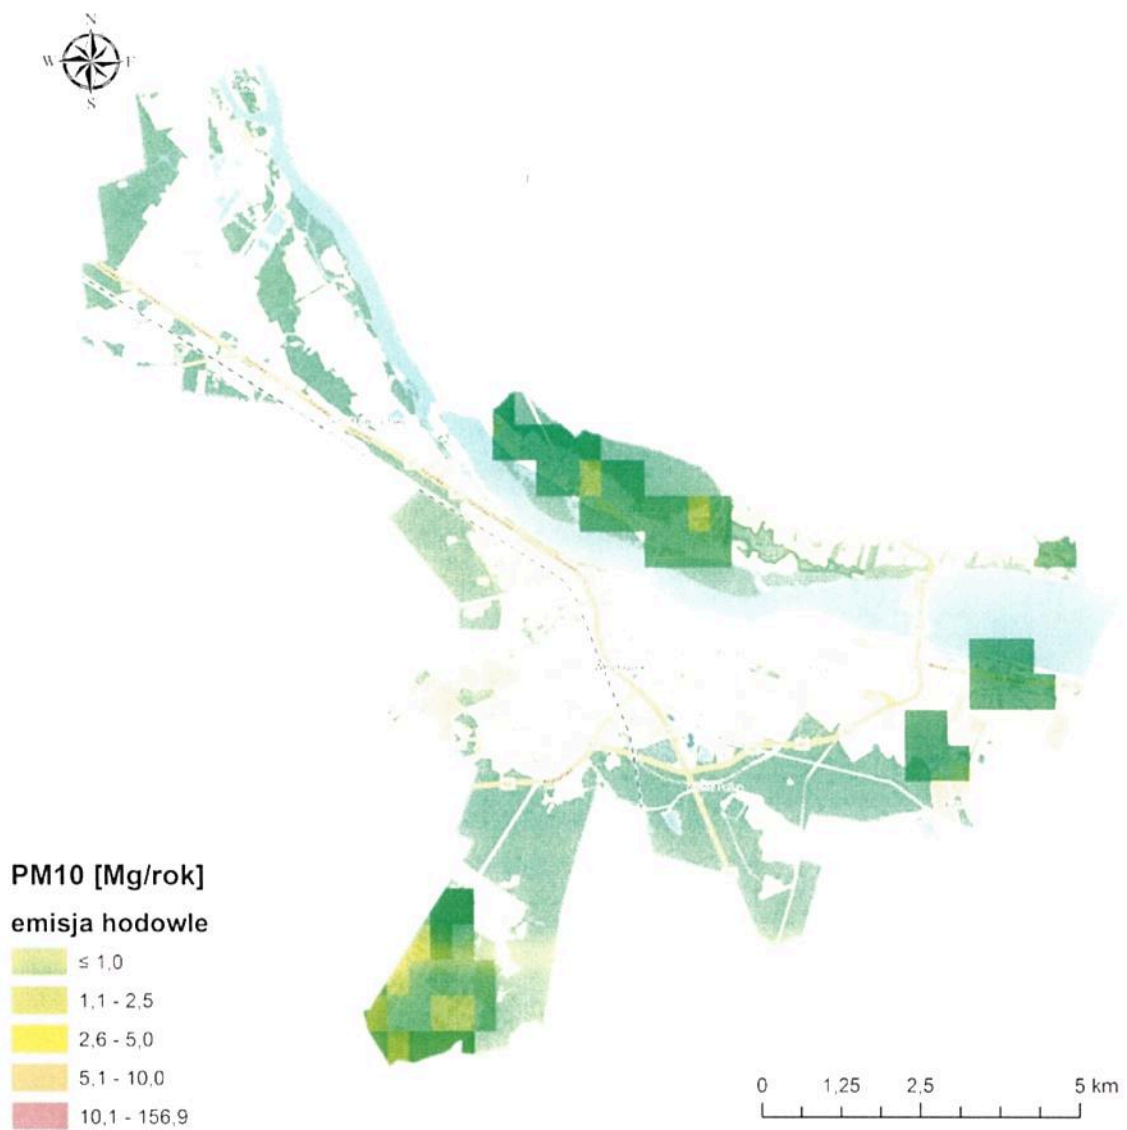 N
W E
S
PM10 [Mg/rok]
emisja hodowle
≤ 1,0
1,1 - 2,5
2,6 - 5,0
5,1 - 10,0
10,1 - 156,9
0 1,25 2,5 5 km